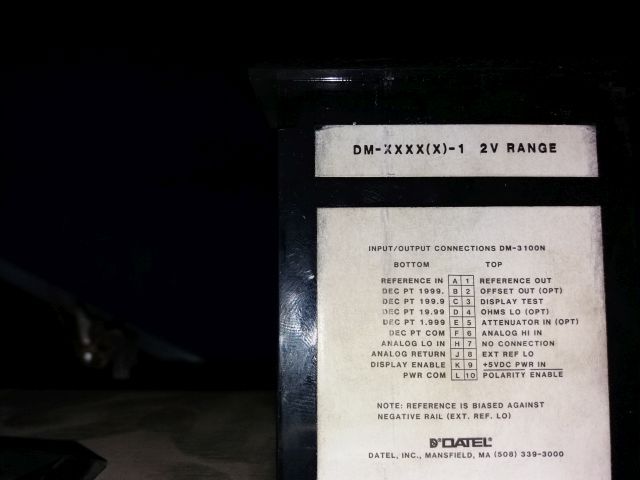 DM-XXXX(X)-1 2V RANGE
INPUT/OUTPUT CONNECTIONS DM-3100N
BOTTOM TOP
REFERENCE IN A 1 REFERENCE OUT
DEC PT 1999. B 2 OFFSET OUT (OPT)
DEC PT 199.9 C 3 DISPLAY TEST
DEC PT 19.99 D 4 OHMS LO (OPT)
DEC PT 1.999 E 5 ATTENUATOR IN (OPT)
DEC PT COM F 6 ANALOG HI IN
ANALOG LO IN H 7 NO CONNECTION
ANALOG RETURN J 8 EXT REF LO
DISPLAY ENABLE K 9 +5VDC PWR IN
PWR COM L 10 POLARITY ENABLE
NOTE: REFERENCE IS BIASED AGAINST
NEGATIVE RAIL (EXT. REF. LO)
DATEL
DATEL, INC., MANSFIELD, MA (508) 339-3000